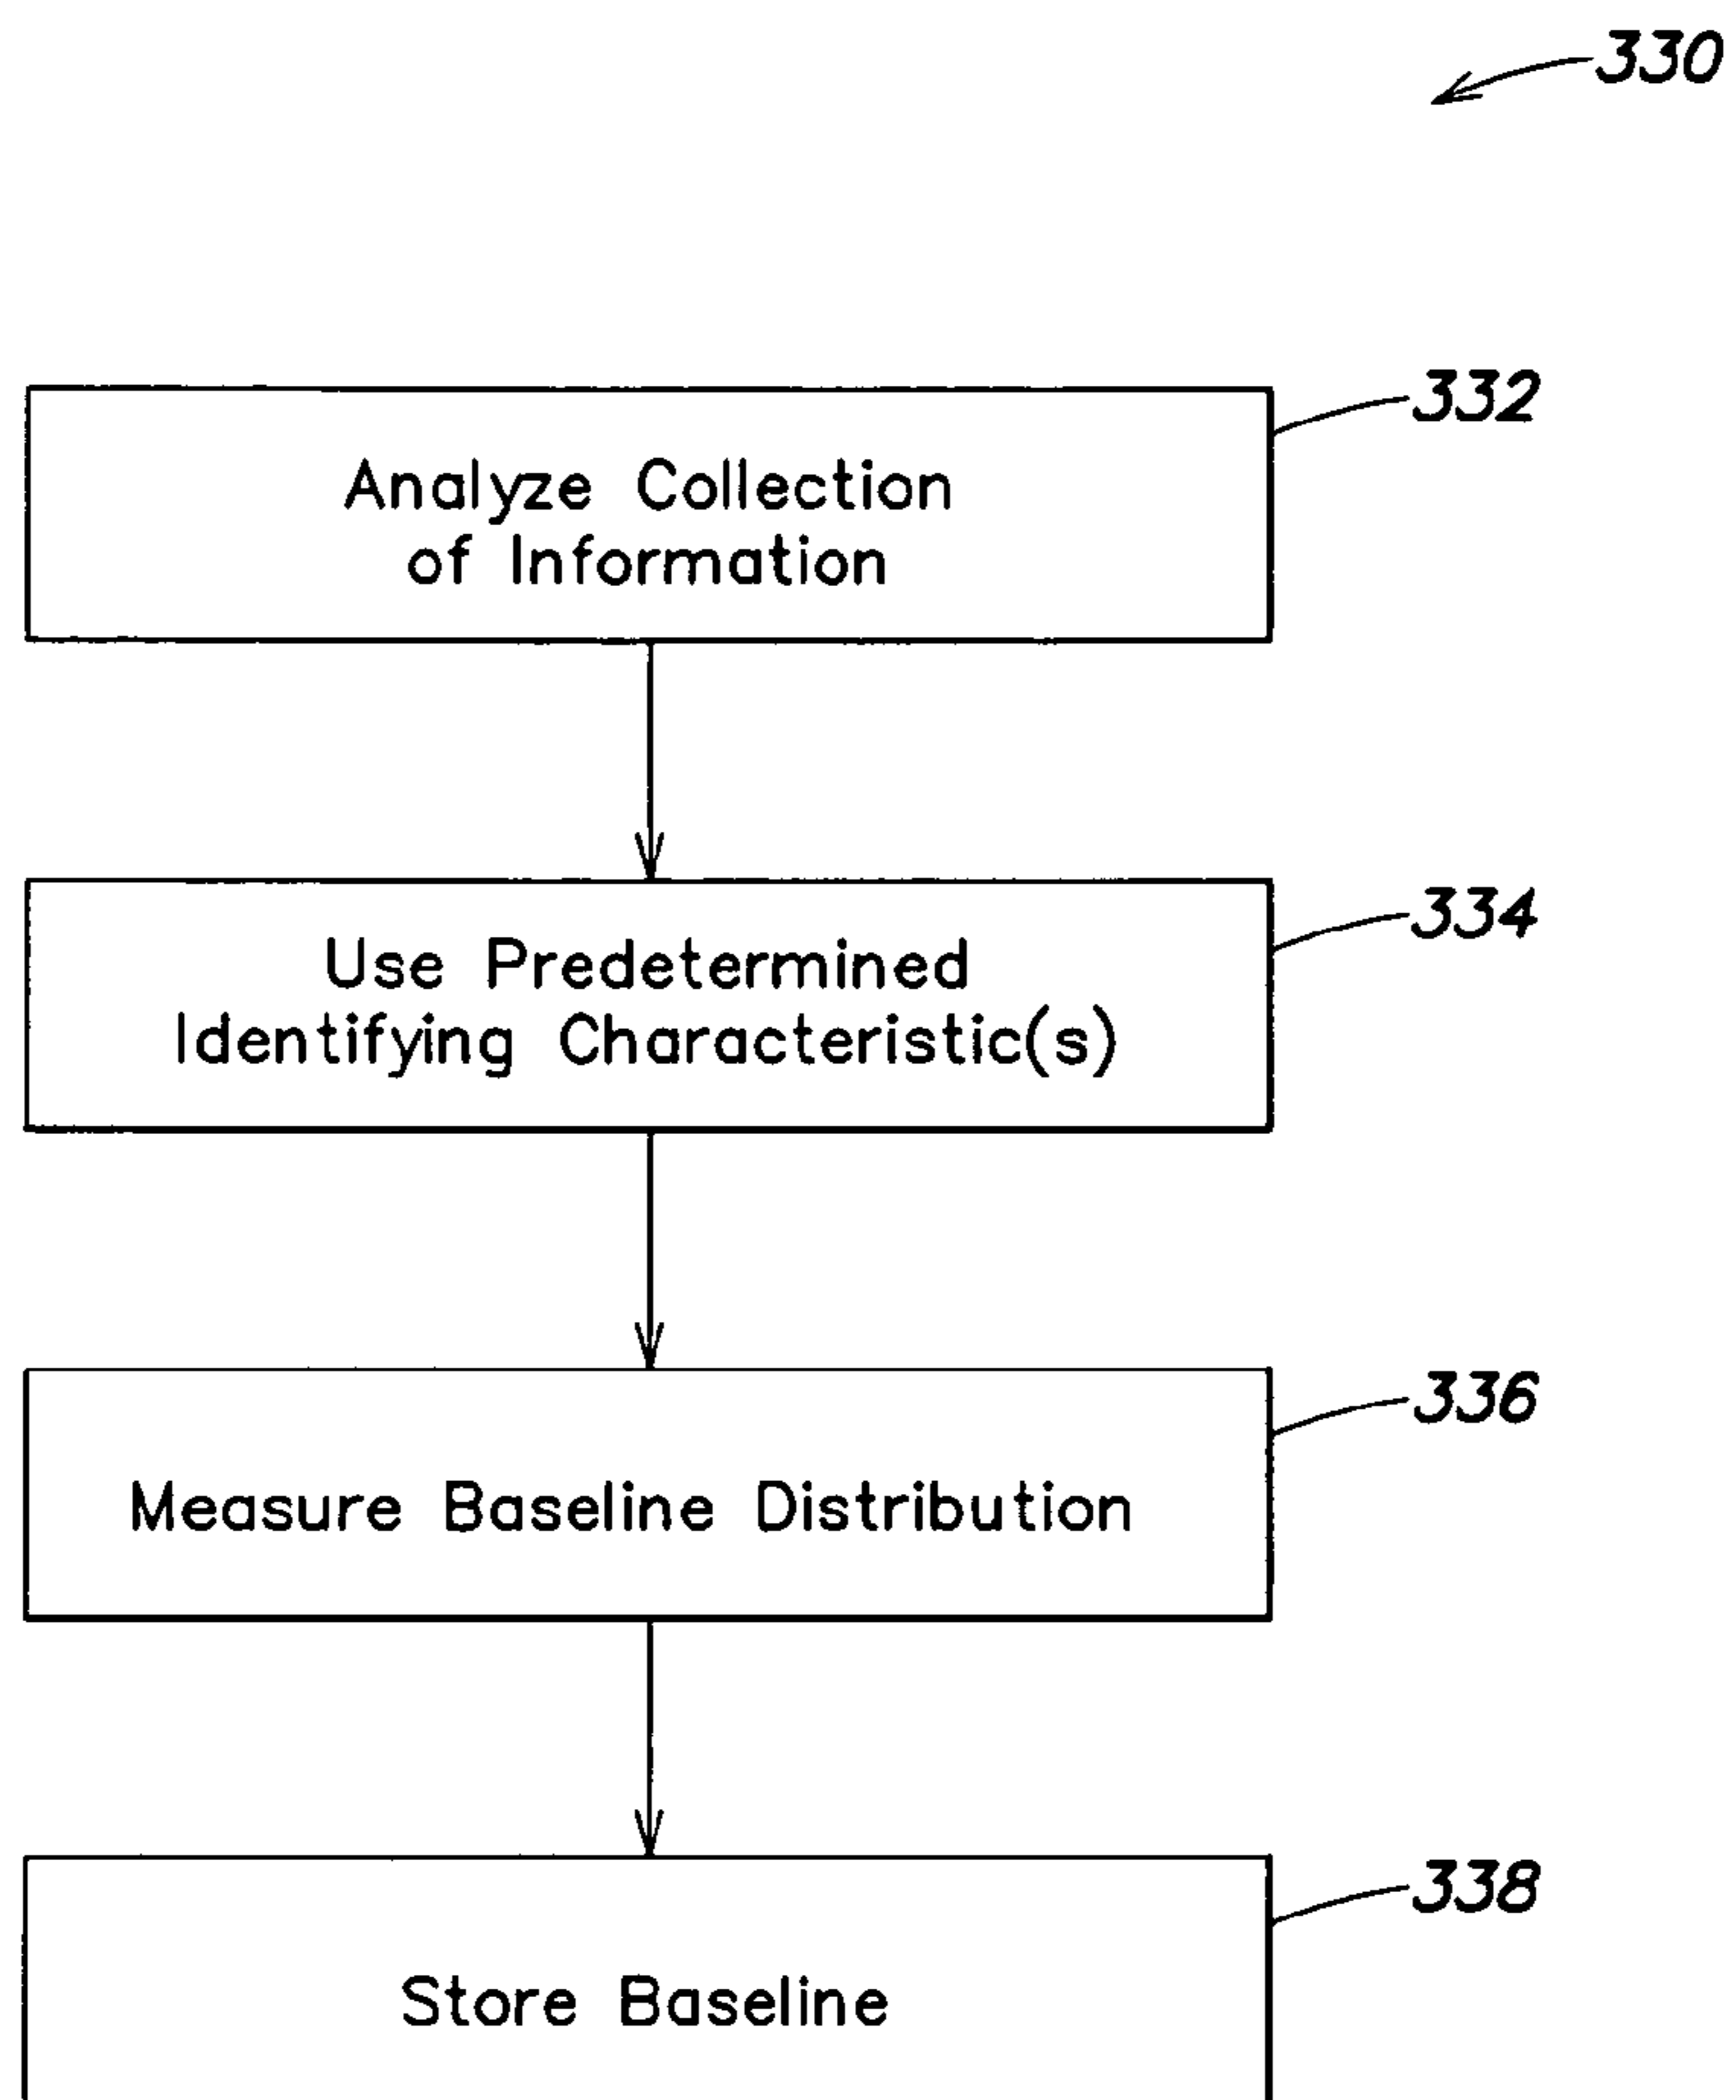 330
332
Analyze Collection
of Information
334
Use Predetermined
Identifying Characteristic(s)
336
Measure Baseline Distribution
338
Store Baseline